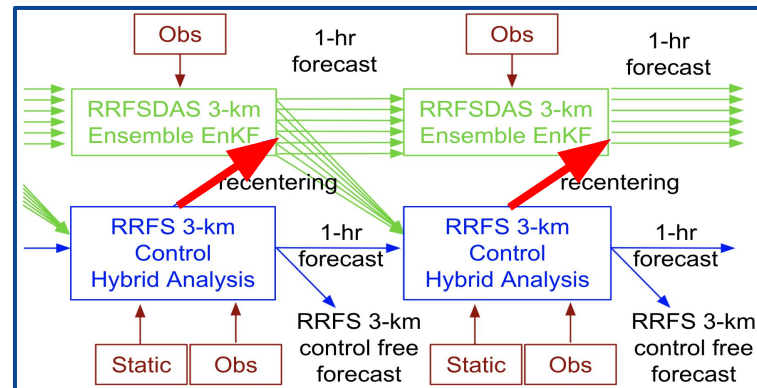 Obs
1-hr
forecast
Obs
1-hr
forecast
RRFSDAS 3-km
Ensemble EnKF
RRFSDAS 3-km
Ensemble EnKF
recentering
recentering
RRFS 3-km
Control
Hybrid Analysis
1-hr
forecast
RRFS 3-km
Control
Hybrid Analysis
1-hr
forecast
RRFS 3-km
control free
forecast
RRFS 3-km
control free
forecast
Static
Obs
Static
Obs